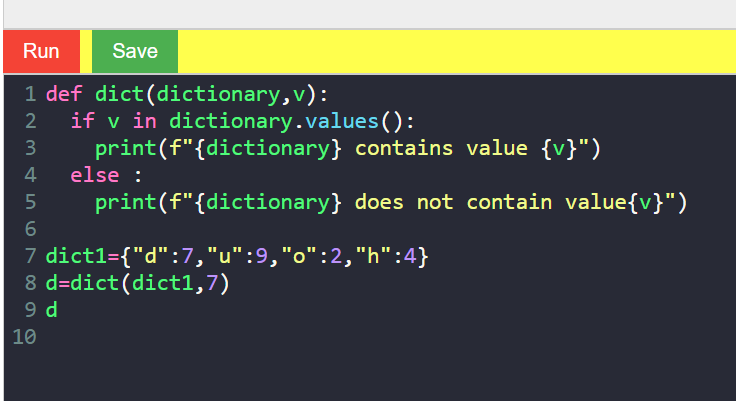 Run Save
1 def dict(dictionary,v):
2   if v in dictionary.values():
3     print(f"{dictionary} contains value {v}")
4   else :
5     print(f"{dictionary} does not contain value{v}")
6
7 dict1={"d":7,"u":9,"o":2,"h":4}
8 d=dict(dict1,7)
9 d
10